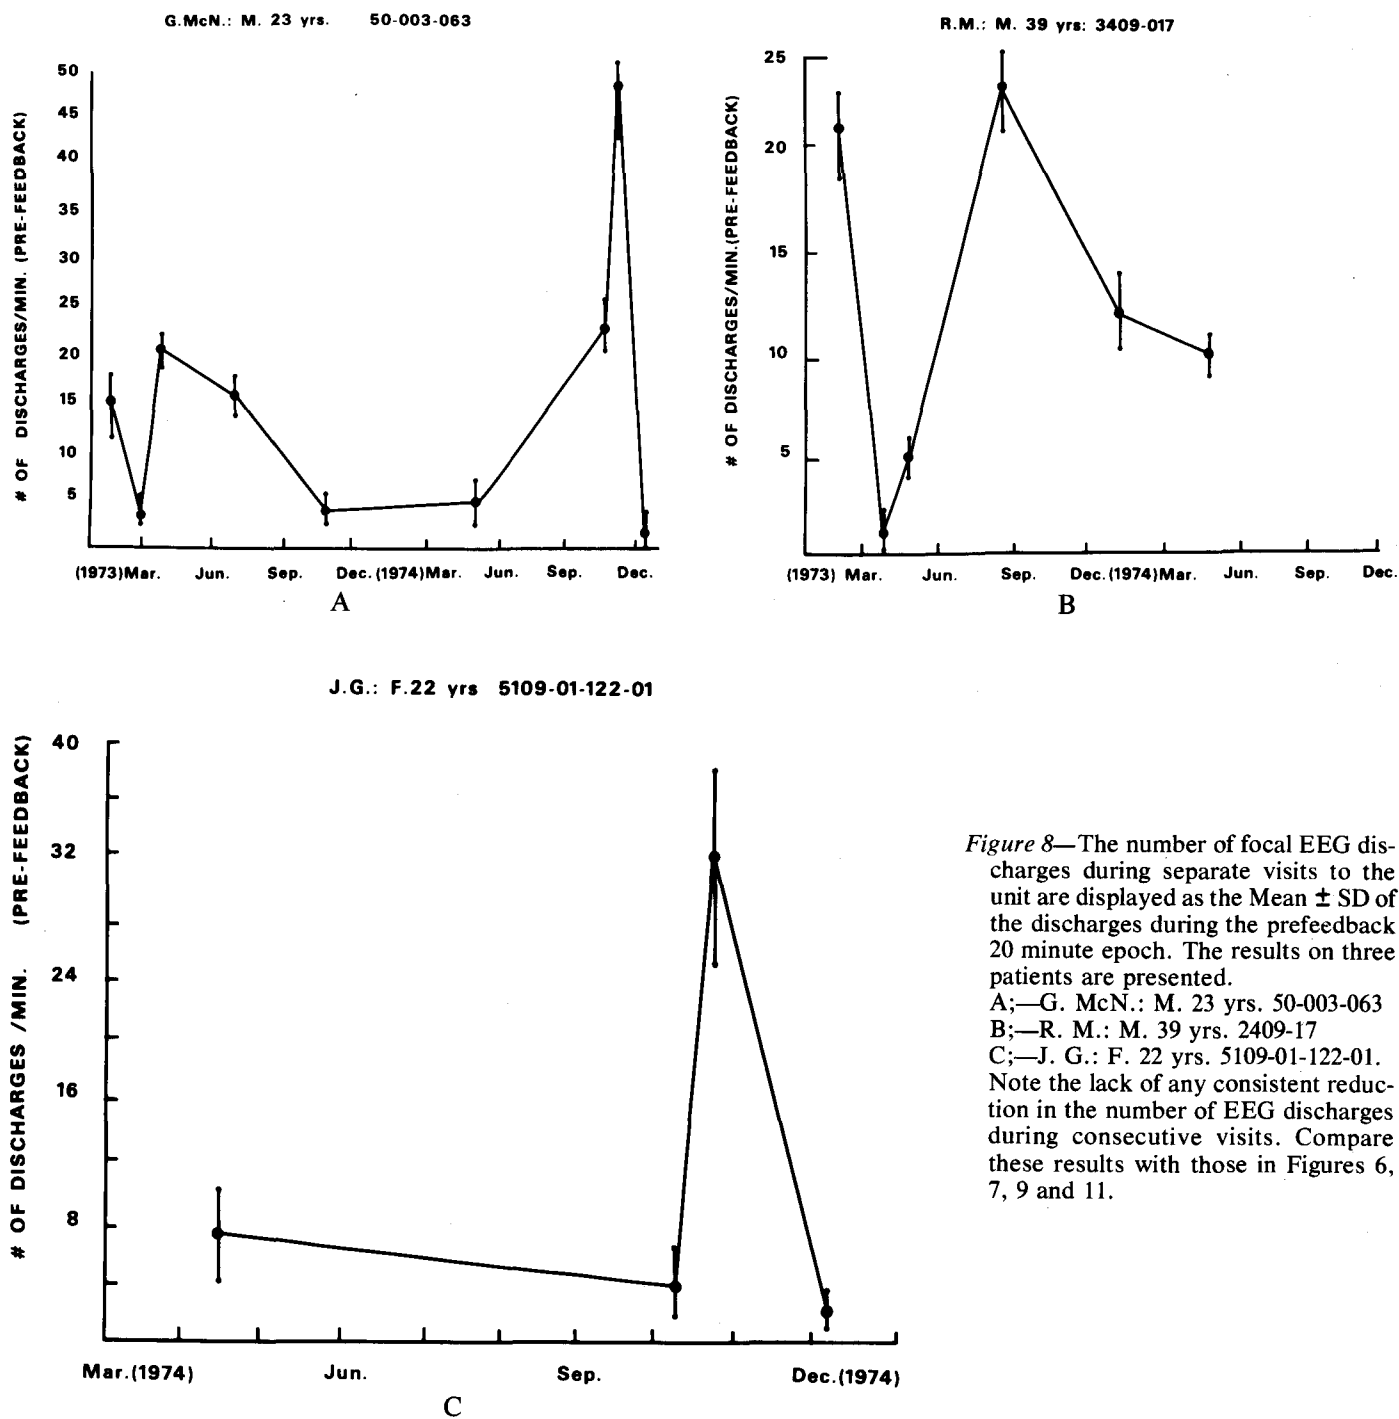 G.McN.: M. 23 yrs. 50-003-063
# OF DISCHARGES/MIN. (PRE-FEEDBACK)
50
45
40
35
30
25
20
15
10
5
(1973)Mar. Jun. Sep. Dec. (1974)Mar. Jun. Sep. Dec.
A
R.M.: M. 39 yrs: 3409-017
# OF DISCHARGES/MIN.(PRE-FEEDBACK)
25
20
15
10
5
(1973) Mar. Jun. Sep. Dec.(1974)Mar. Jun. Sep. Dec.
B
J.G.: F.22 yrs 5109-01-122-01
# OF DISCHARGES /MIN. (PRE-FEEDBACK)
40
32
24
16
8
Mar.(1974) Jun. Sep. Dec.(1974)
C
Figure 8—The number of focal EEG dis-
charges during separate visits to the
unit are displayed as the Mean ± SD of
the discharges during the prefeedback
20 minute epoch. The results on three
patients are presented.
A;—G. McN.: M. 23 yrs. 50-003-063
B;—R. M.: M. 39 yrs. 2409-17
C;—J. G.: F. 22 yrs. 5109-01-122-01.
Note the lack of any consistent reduc-
tion in the number of EEG discharges
during consecutive visits. Compare
these results with those in Figures 6,
7, 9 and 11.